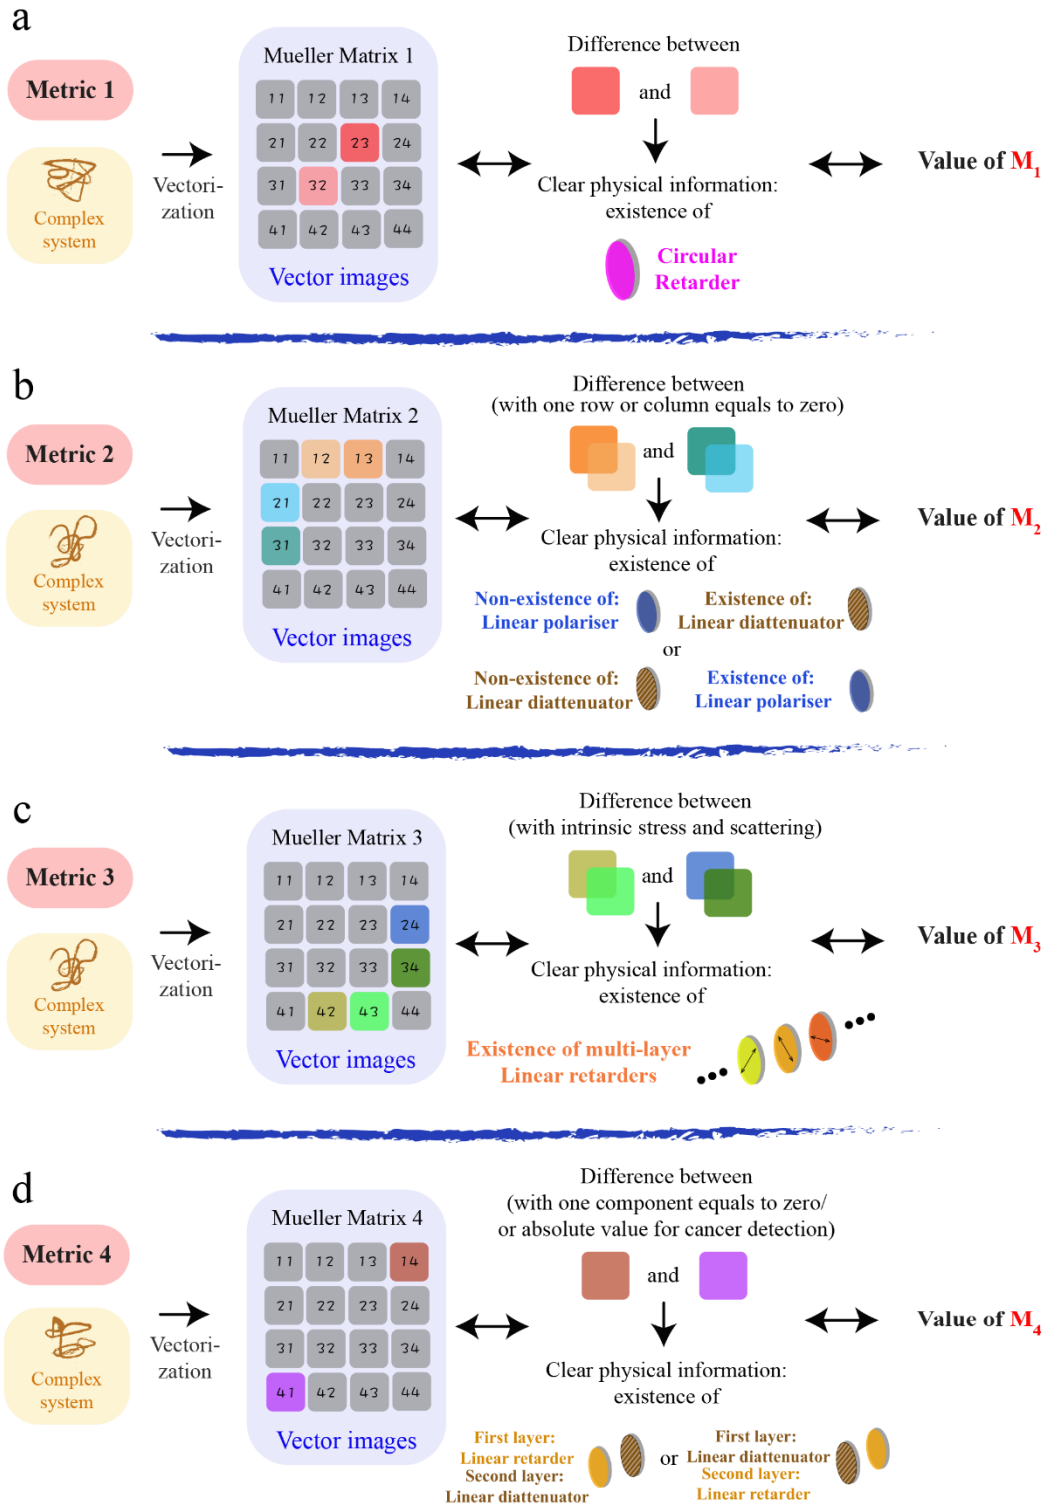 a
Metric 1
Complex
system
Vectori-
zation
Mueller Matrix 1
11 12 13 14
21 22 23 24
31 32 33 34
41 42 43 44
Vector images
Difference between
and
Clear physical information:
existence of
Circular
Retarder
Value of M1
b
Metric 2
Complex
system
Vectori-
zation
Mueller Matrix 2
11 12 13 14
21 22 23 24
31 32 33 34
41 42 43 44
Vector images
Difference between
(with one row or column equals to zero)
and
Clear physical information:
existence of
Non-existence of:
Linear polariser
Existence of:
Linear diattenuator
or
Non-existence of:
Linear diattenuator
Existence of:
Linear polariser
Value of M2
c
Metric 3
Complex
system
Vectori-
zation
Mueller Matrix 3
11 12 13 14
21 22 23 24
31 32 33 34
41 42 43 44
Vector images
Difference between
(with intrinsic stress and scattering)
and
Clear physical information:
existence of
Existence of multi-layer
Linear retarders
Value of M3
d
Metric 4
Complex
system
Vectori-
zation
Mueller Matrix 4
11 12 13 14
21 22 23 24
31 32 33 34
41 42 43 44
Vector images
Difference between
(with one component equals to zero/
or absolute value for cancer detection)
and
Clear physical information:
existence of
First layer:
Linear retarder
Second layer:
Linear diattenuator
or
First layer:
Linear diattenuator
Second layer:
Linear retarder
Value of M4